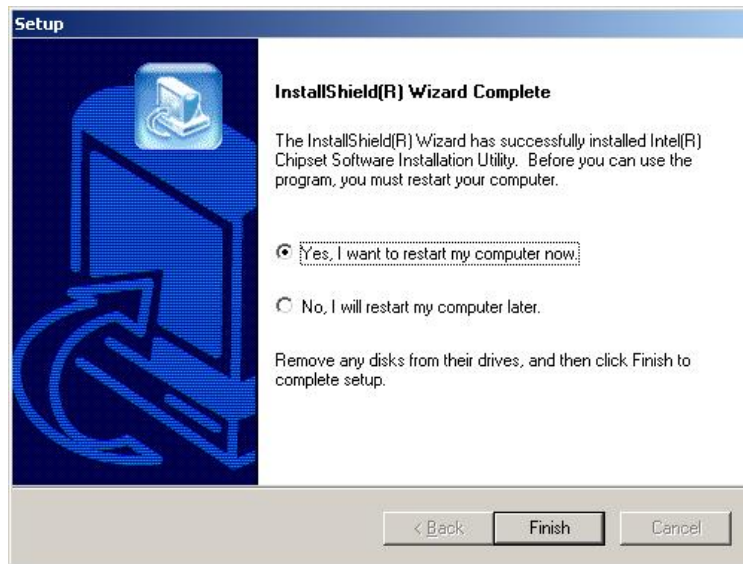 Setup
InstallShield(R) Wizard Complete
The InstallShield(R) Wizard has successfully installed Intel(R)
Chipset Software Installation Utility.  Before you can use the
program, you must restart your computer.
Yes, I want to restart my computer now.
No, I will restart my computer later.
Remove any disks from their drives, and then click Finish to
complete setup.
< Back
Finish
Cancel